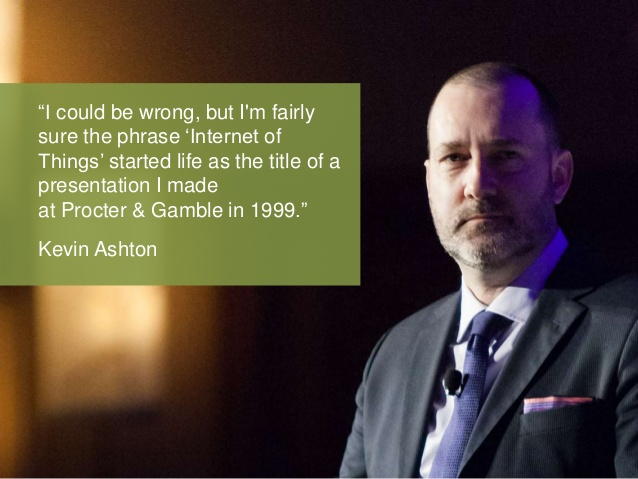 “I could be wrong, but I'm fairly
sure the phrase ‘Internet of
Things’ started life as the title of a
presentation I made
at Procter & Gamble in 1999.”
Kevin Ashton